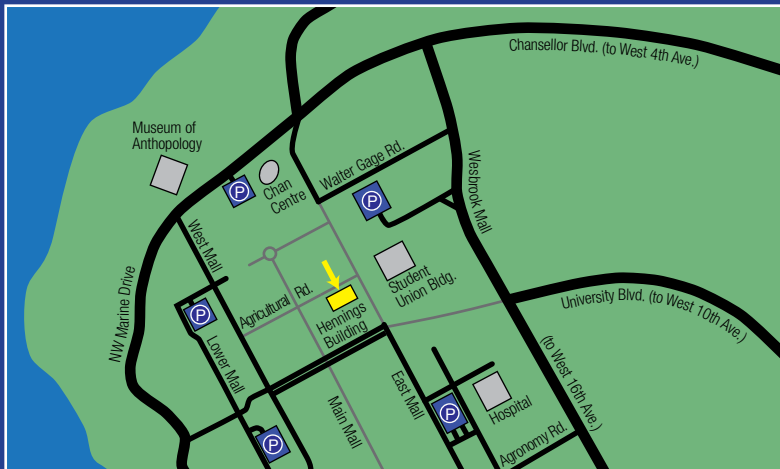 Chansellor Blvd. (to West 4th Ave.)
Museum of
Anthopology
Walter Gage Rd.
Chan
Centre
P
P
Wesbrook Mall
West Mall
Student
Union Bldg.
NW Marine Drive
Agricultural Rd.
University Blvd. (to West 10th Ave.)
P
Hennings
Building
Lower Mall
(to West 16th Ave.)
East Mall
Main Mall
Hospital
P
P
Agronomy Rd.